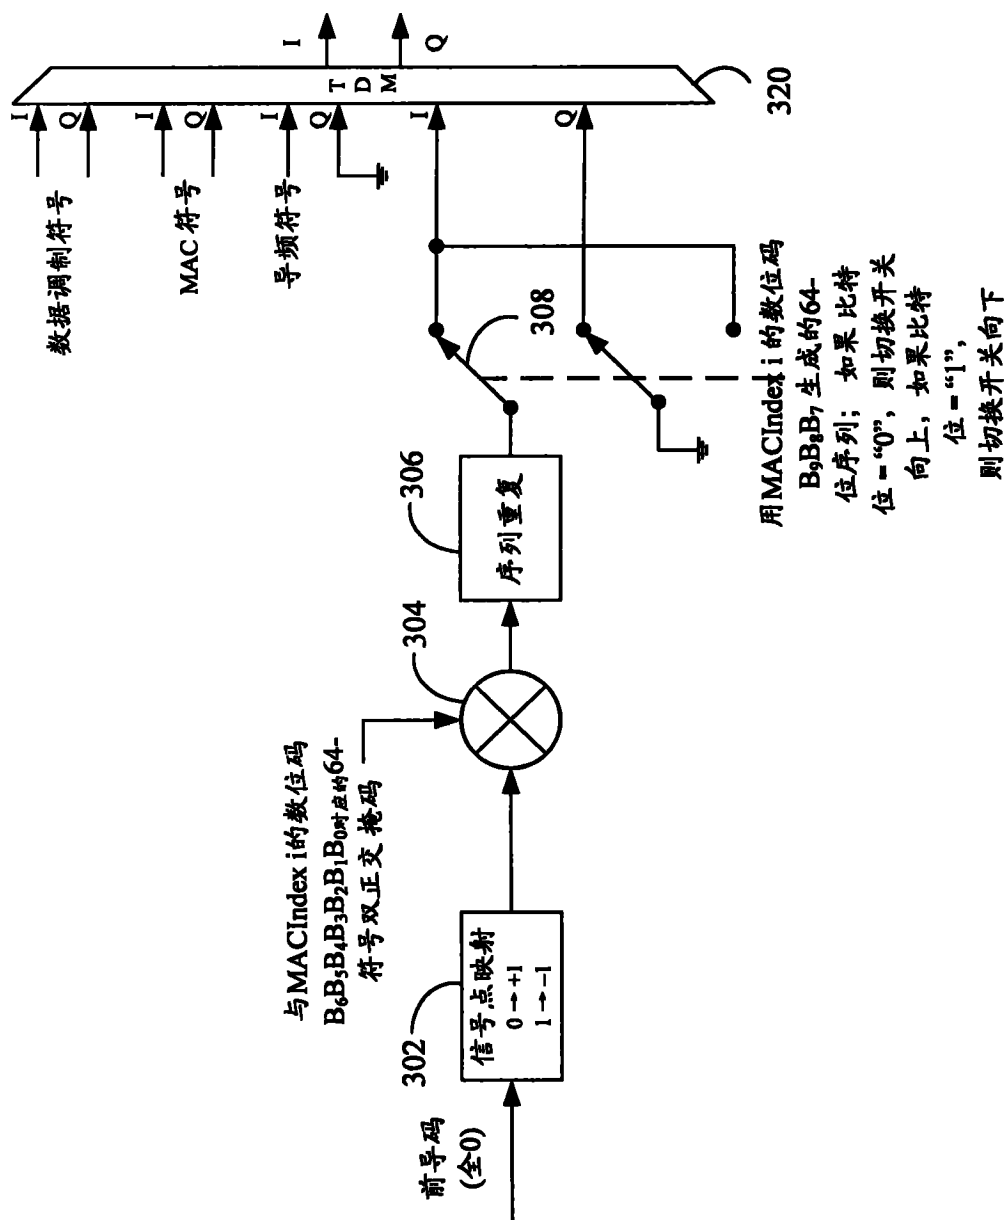 前导码
(全0)
302
信号点映射
0→+1
1→−1
与MACIndex i的数位码
B₆B₅B₄B₃B₂B₁B₀对应的64-
符号双正交掩码
304
306
序列重复
308
用MACIndex i的数位码
B₉B₈B₇生成的64-
位序列；如果比特
位=“0”，则切换开关
向上，如果比特
位=“1”，
则切换开关向下
数据调制符号
I
Q
MAC符号
I
Q
导频符号
I
Q
I
Q
T
D
M
I
Q
320